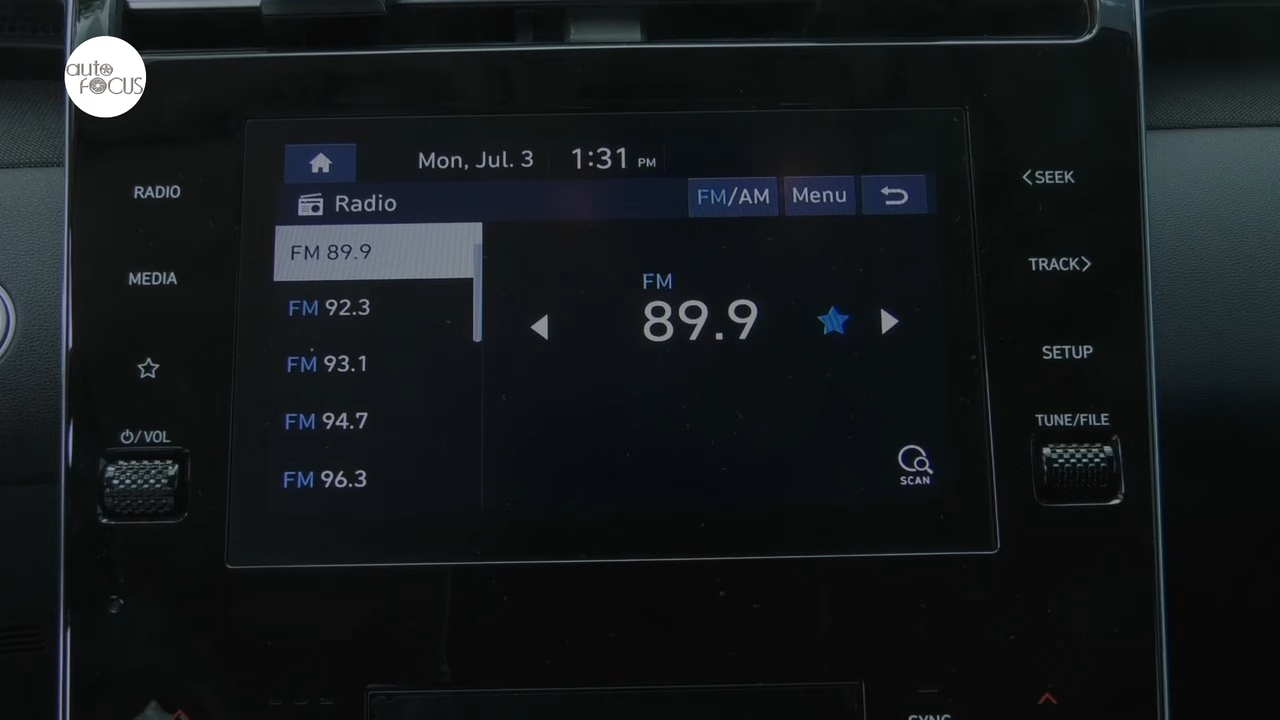 auto
FOCUS
Mon, Jul. 3 1:31 PM
Radio FM/AM Menu
FM 89.9
FM 92.3
FM 93.1
FM 94.7
FM 96.3
FM
89.9
SCAN
RADIO
MEDIA
/VOL
<SEEK
TRACK>
SETUP
TUNE/FILE
SYNC